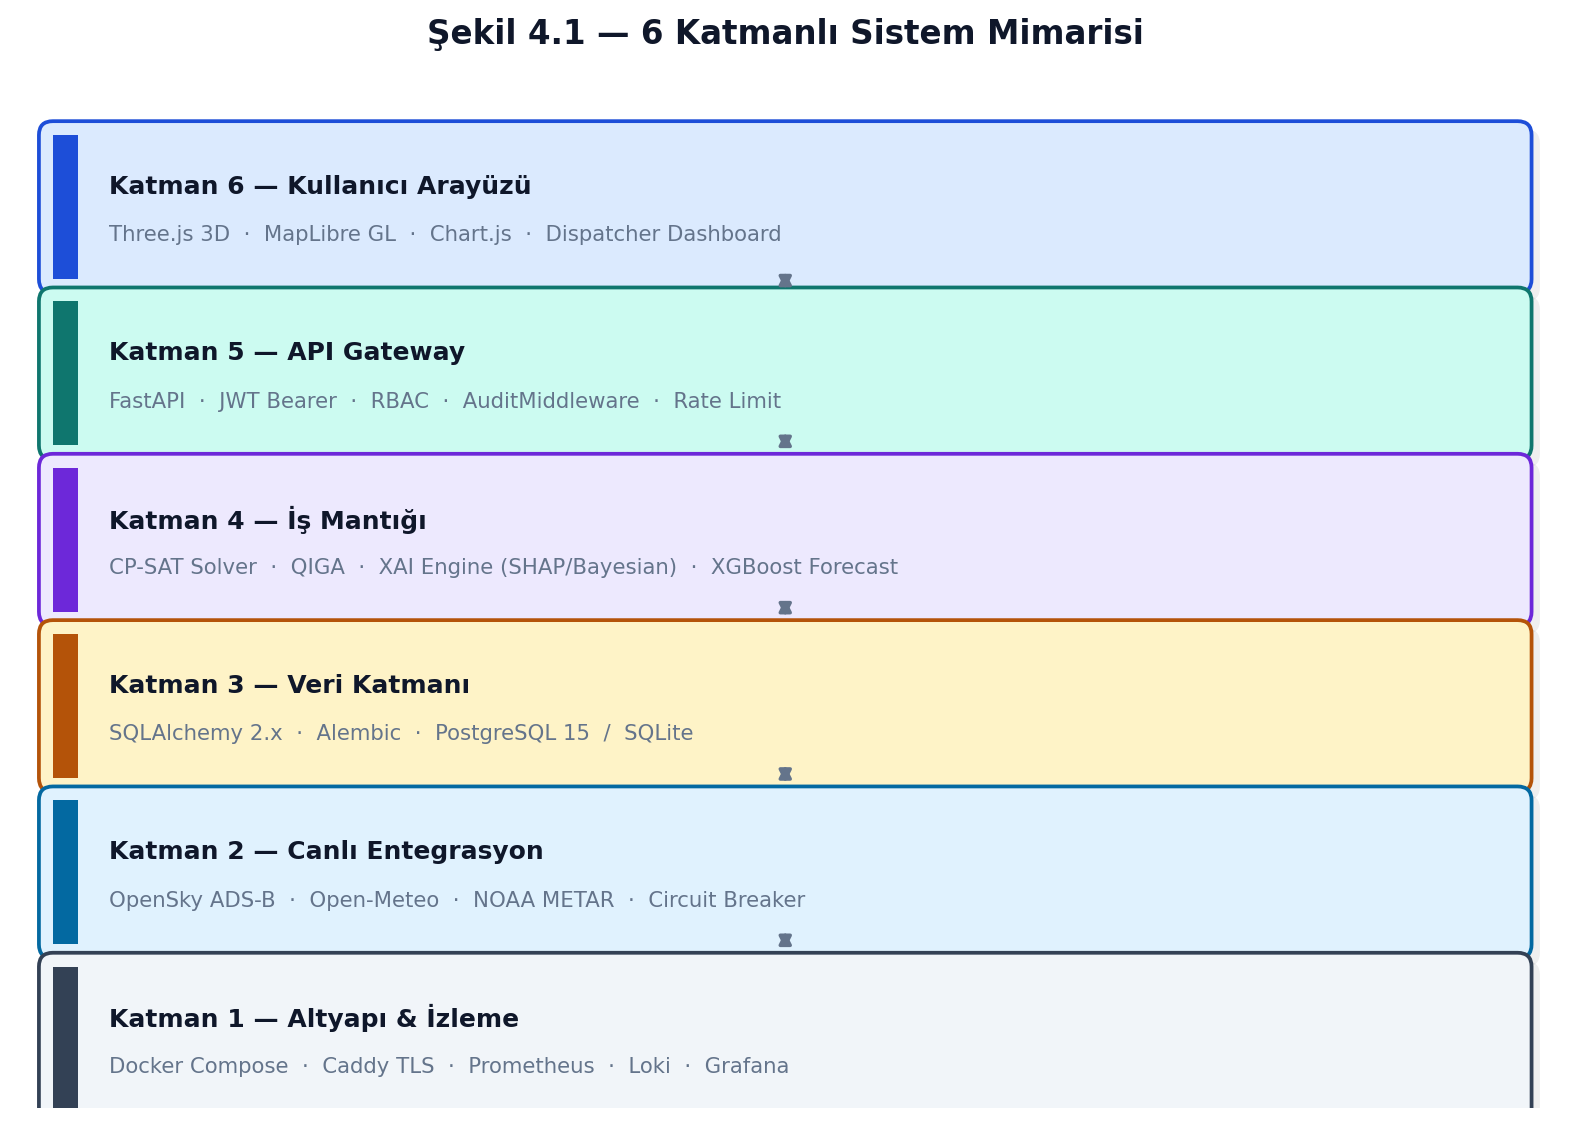 Şekil 4.1 — 6 Katmanlı Sistem Mimarisi
Katman 6 — Kullanıcı Arayüzü
Three.js 3D · MapLibre GL · Chart.js · Dispatcher Dashboard
Katman 5 — API Gateway
FastAPI · JWT Bearer · RBAC · AuditMiddleware · Rate Limit
Katman 4 — İş Mantığı
CP-SAT Solver · QIGA · XAI Engine (SHAP/Bayesian) · XGBoost Forecast
Katman 3 — Veri Katmanı
SQLAlchemy 2.x · Alembic · PostgreSQL 15 / SQLite
Katman 2 — Canlı Entegrasyon
OpenSky ADS-B · Open-Meteo · NOAA METAR · Circuit Breaker
Katman 1 — Altyapı & İzleme
Docker Compose · Caddy TLS · Prometheus · Loki · Grafana